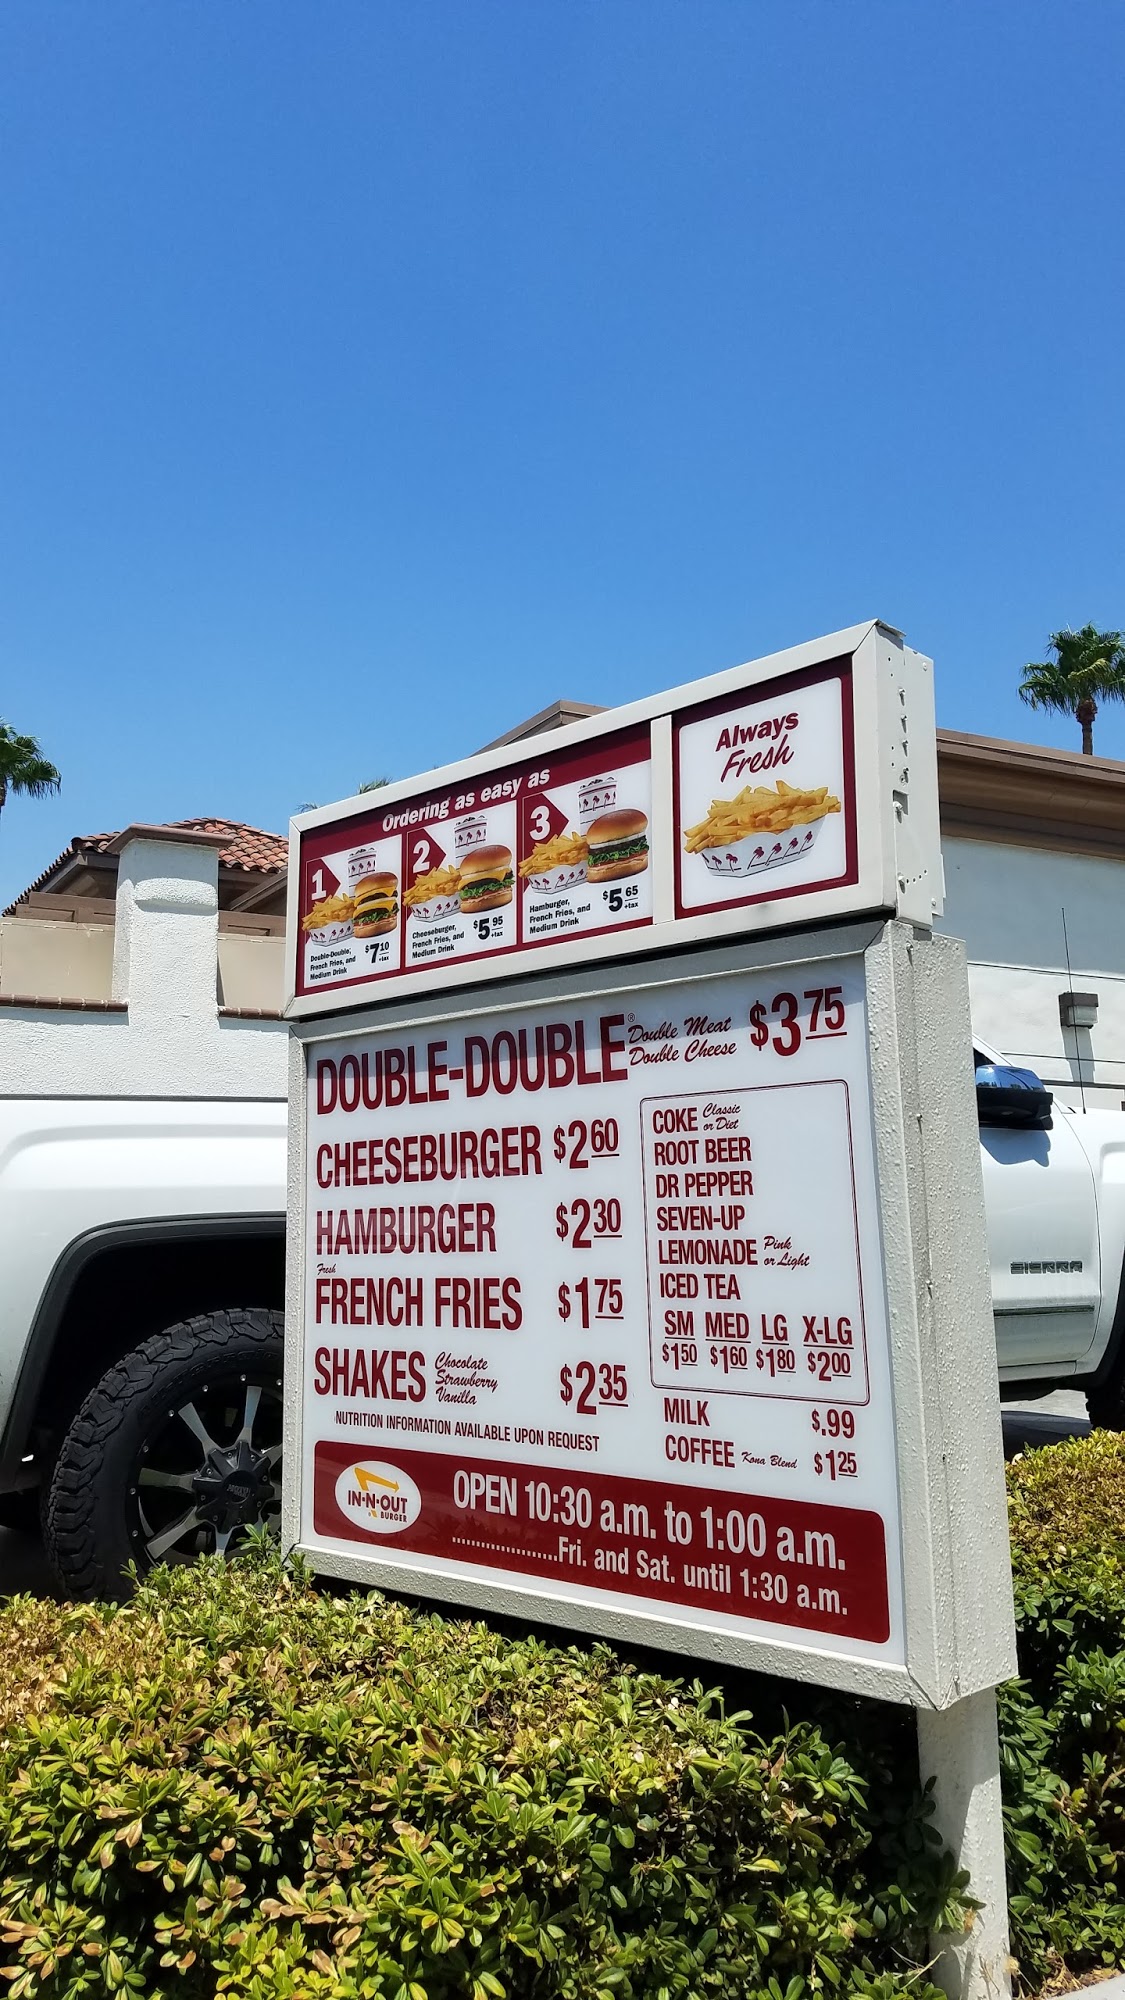 Ordering as easy as
1
Double-Double,
French Fries, and
Medium Drink
$7 10
+tax
2
Cheeseburger,
French Fries, and
Medium Drink
$5 95
+tax
3
Hamburger,
French Fries, and
Medium Drink
$5 65
+tax
Always
Fresh
DOUBLE-DOUBLE® Double Meat
Double Cheese
$3 75
CHEESEBURGER $2 60
HAMBURGER $2 30
Fresh
FRENCH FRIES $1 75
SHAKES Chocolate
Strawberry
Vanilla
$2 35
NUTRITION INFORMATION AVAILABLE UPON REQUEST
COKE Classic
or Diet
ROOT BEER
DR PEPPER
SEVEN-UP
LEMONADE Pink
or Light
ICED TEA
SM MED LG X-LG
$1 50 $1 60 $1 80 $2 00
MILK $.99
COFFEE Kona Blend $1 25
IN-N-OUT
BURGER
OPEN 10:30 a.m. to 1:00 a.m.
.....................Fri. and Sat. until 1:30 a.m.
SIERRA